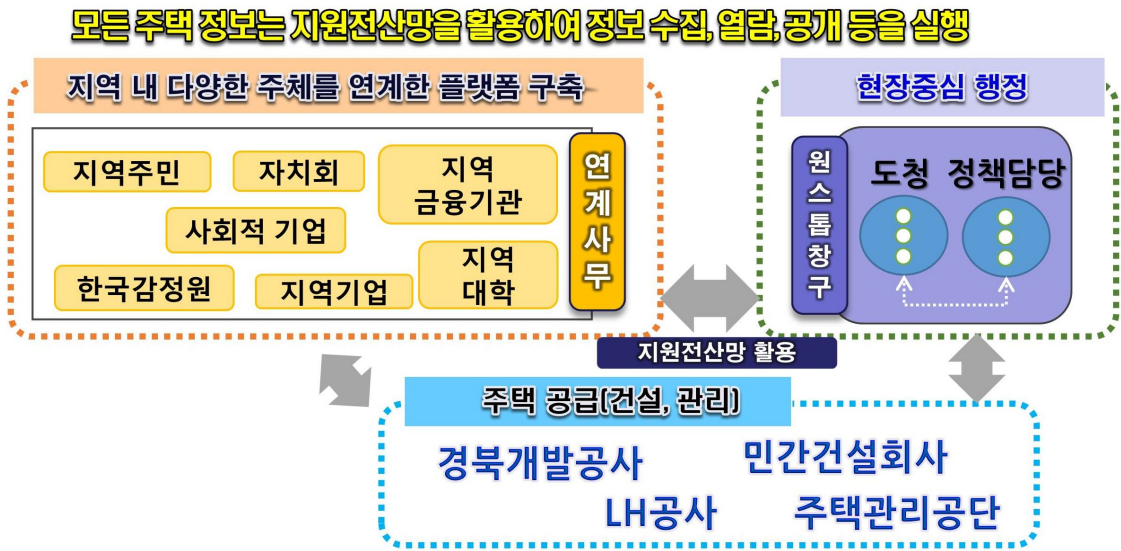 모든 주택 정보는 지원전산망을 활용하여 정보 수집, 열람, 공개 등을 실행
지역 내 다양한 주체를 연계한 플랫폼 구축
지역주민
자치회
지역
금융기관
사회적 기업
한국감정원
지역기업
지역
대학
연계사무
현장중심 행정
원스톱창구
도청
정책담당
지원전산망 활용
주택 공급(건설, 관리)
경북개발공사
민간건설회사
LH공사
주택관리공단